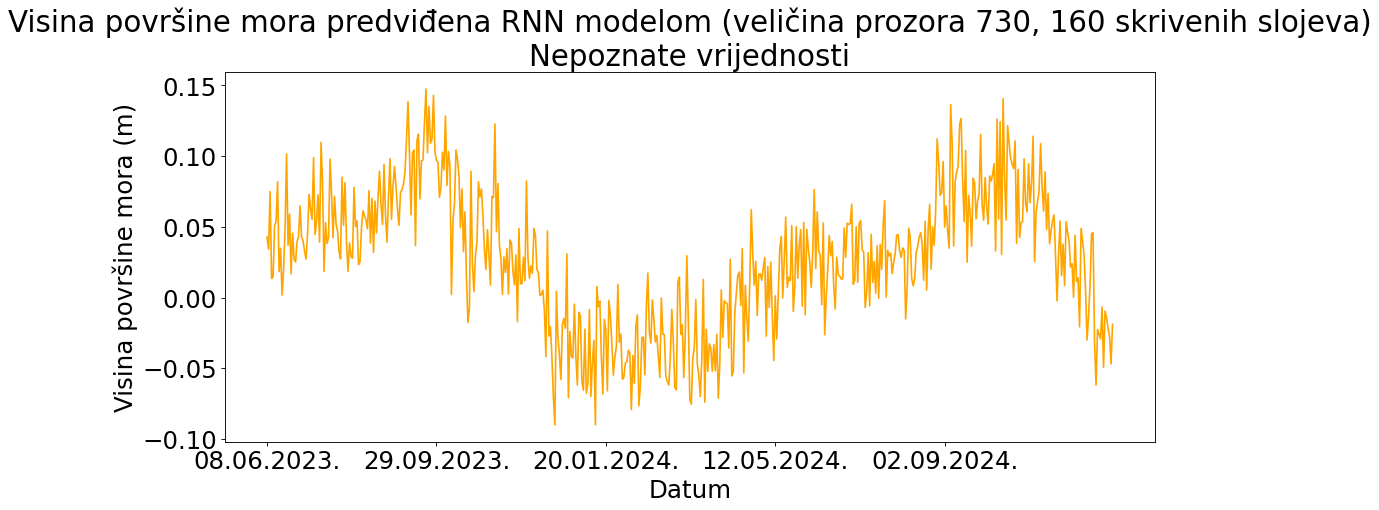 Visina površine mora predviđena RNN modelom (veličina prozora 730, 160 skrivenih slojeva)
Nepoznate vrijednosti
Visina površine mora (m)
0.15
0.10
0.05
0.00
−0.05
−0.10
08.06.2023. 29.09.2023. 20.01.2024. 12.05.2024. 02.09.2024.
Datum